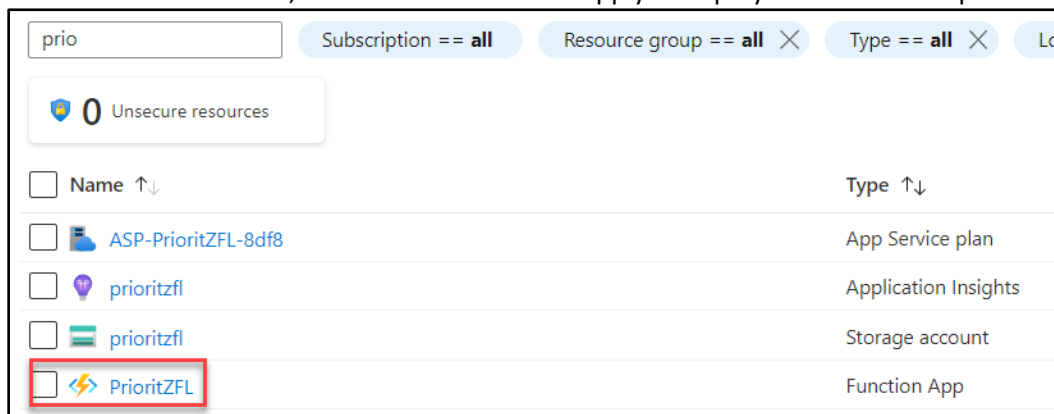 prio Subscription == all Resource group == all Type == all
0 Unsecure resources
Name Type
ASP-PrioritZFL-8df8 App Service plan
prioritzfl Application Insights
prioritzfl Storage account
PrioritZFL Function App